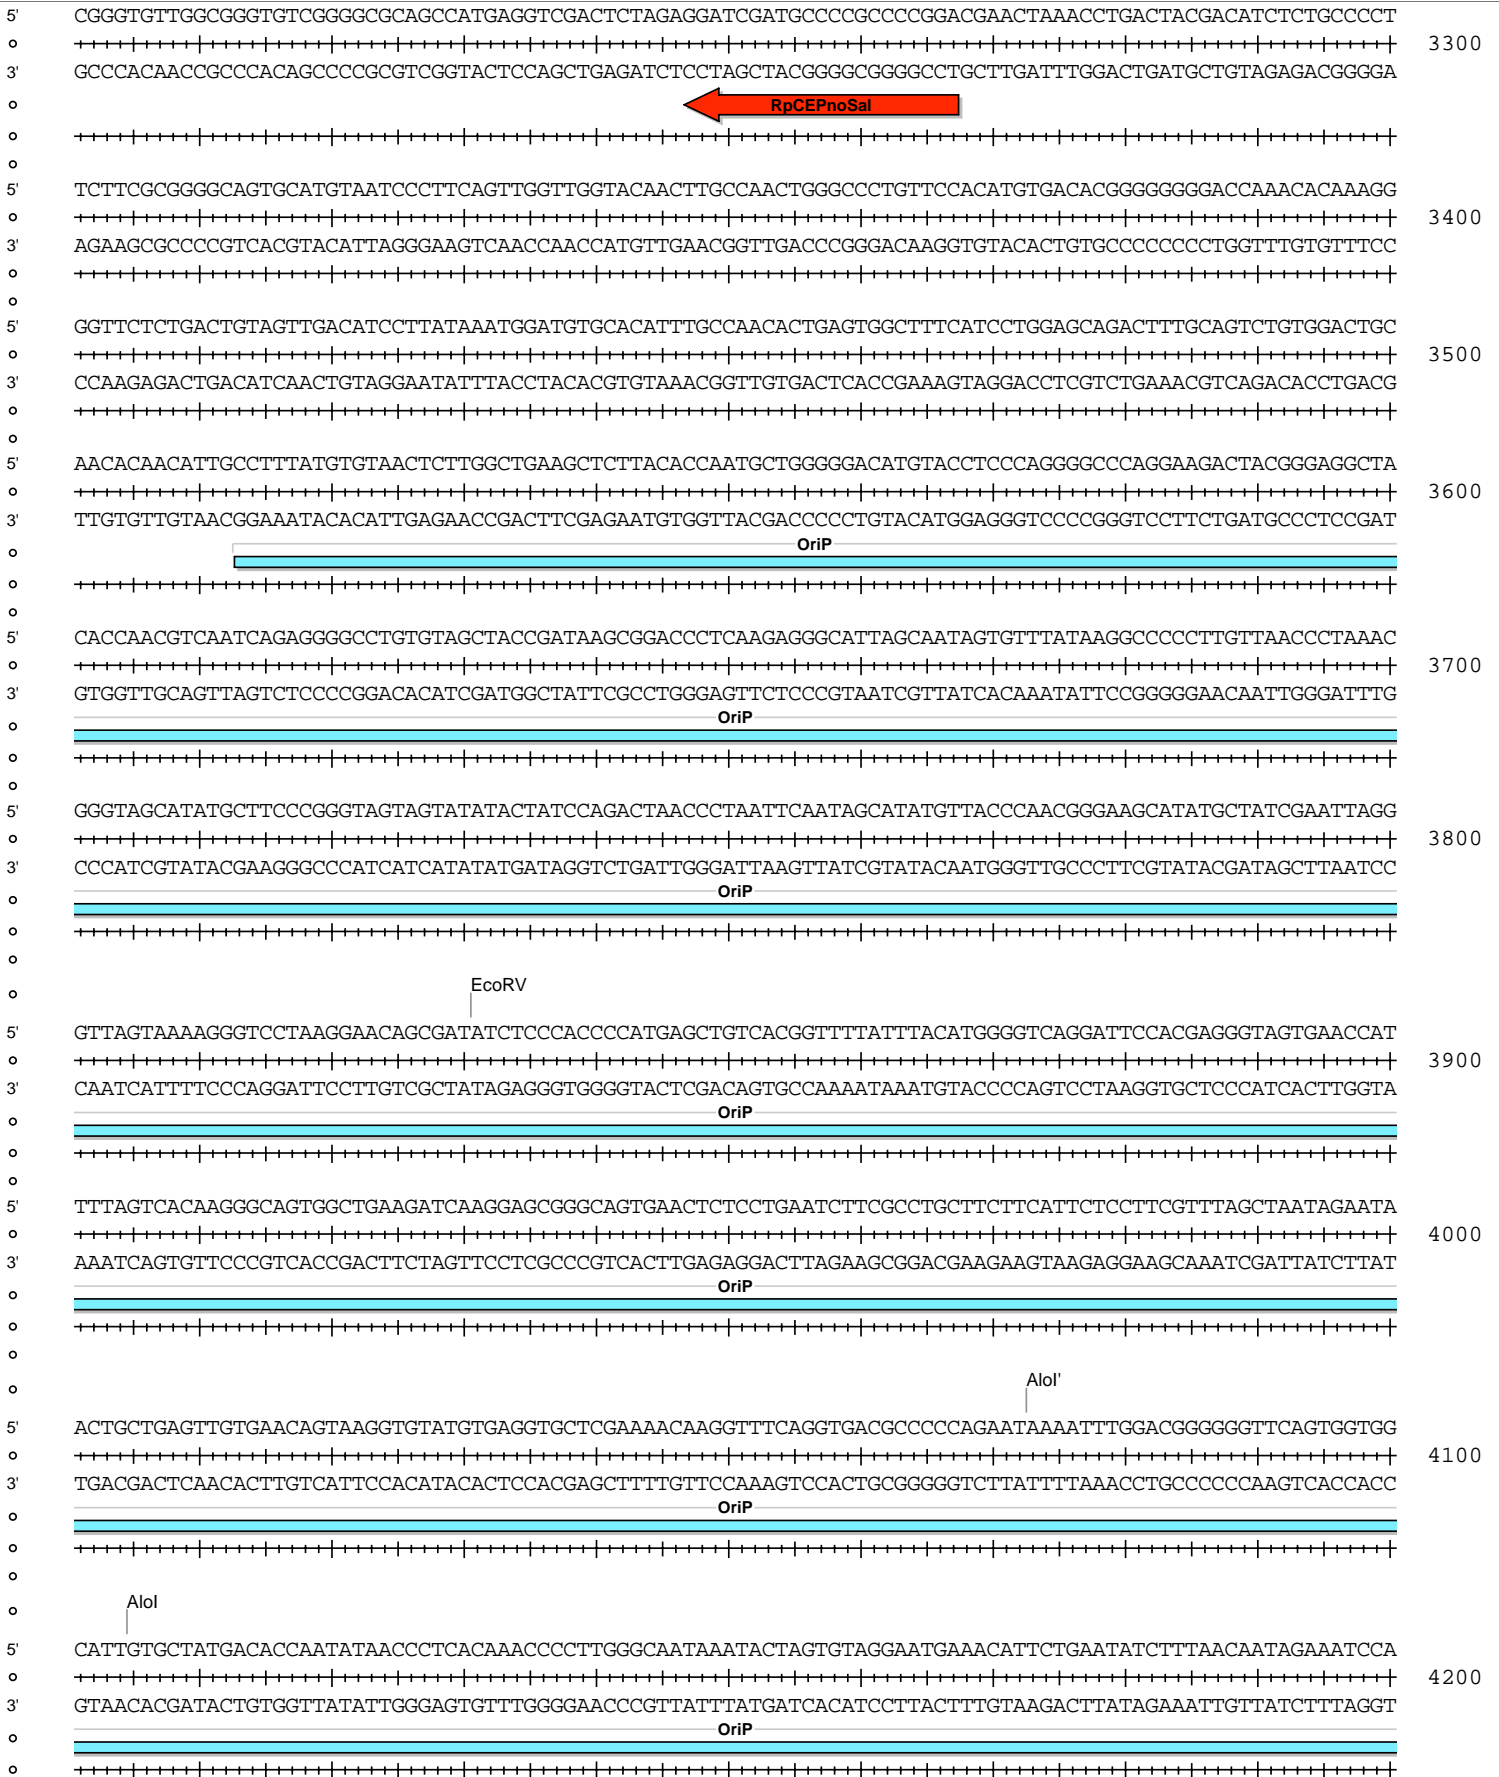 5' CGGGTGTTGGCGGGTGTCGGGGCGCAGCCATGAGGTCGACTCTAGAGGATCGATGCCCCGCCCCGGACGAACTAAACCTGACTACGACATCTCTGCCCCT
3300
3' GCCCACAACCGCCCACAGCCCCGCGTCGGTACTCCAGCTGAGATCTCCTAGCTACGGGGCGGGGCCTGCTTGATTTGGACTGATGCTGTAGAGACGGGGA
RpCEPnoSal
5' TCTTCGCGGGGCAGTGCATGTAATCCCTTCAGTTGGTTGGTACAACTTGCCAACTGGGCCCTGTTCCACATGTGACACGGGGGGGGACCAAACACAAAGG
3400
3' AGAAGCGCCCCGTCACGTACATTAGGGAAGTCAACCAACCATGTTGAACGGTTGACCCGGGACAAGGTGTACACTGTGCCCCCCCCTGGTTTGTGTTTCC
5' GGTTCTCTGACTGTAGTTGACATCCTTATAAATGGATGTGCACATTTGCCAACACTGAGTGGCTTTCATCCTGGAGCAGACTTTGCAGTCTGTGGACTGC
3500
3' CCAAGAGACTGACATCAACTGTAGGAATATTTACCTACACGTGTAAACGGTTGTGACTCACCGAAAGTAGGACCTCGTCTGAAACGTCAGACACCTGACG
5' AACACAACATTGCCTTTATGTGTAACTCTTGGCTGAAGCTCTTACACCAATGCTGGGGGACATGTACCTCCCAGGGGCCCAGGAAGACTACGGGAGGCTA
3600
3' TTGTGTTGTAACGGAAATACACATTGAGAACCGACTTCGAGAATGTGGTTACGACCCCCTGTACATGGAGGGTCCCCGGGTCCTTCTGATGCCCTCCGAT
OriP
5' CACCAACGTCAATCAGAGGGGCCTGTGTAGCTACCGATAAGCGGACCCTCAAGAGGGCATTAGCAATAGTGTTTATAAGGCCCCCTTGTTAACCCTAAAC
3700
3' GTGGTTGCAGTTAGTCTCCCCGGACACATCGATGGCTATTCGCCTGGGAGTTCTCCCGTAATCGTTATCACAAATATTCCGGGGGAACAATTGGGATTTG
OriP
5' GGGTAGCATATGCTTCCCGGGTAGTAGTATATACTATCCAGACTAACCCTAATTCAATAGCATATGTTACCCAACGGGAAGCATATGCTATCGAATTAGG
3800
3' CCCATCGTATACGAAGGGCCCATCATCATATATGATAGGTCTGATTGGGATTAAGTTATCGTATACAATGGGTTGCCCTTCGTATACGATAGCTTAATCC
OriP
EcoRV
5' GTTAGTAAAAGGGTCCTAAGGAACAGCGATATCTCCCACCCCATGAGCTGTCACGGTTTTATTTACATGGGGTCAGGATTCCACGAGGGTAGTGAACCAT
3900
3' CAATCATTTTCCCAGGATTCCTTGTCGCTATAGAGGGTGGGGTACTCGACAGTGCCAAAATAAATGTACCCCAGTCCTAAGGTGCTCCCATCACTTGGTA
OriP
5' TTTAGTCACAAGGGCAGTGGCTGAAGATCAAGGAGCGGGCAGTGAACTCTCCTGAATCTTCGCCTGCTTCTTCATTCTCCTTCGTTTAGCTAATAGAATA
4000
3' AAATCAGTGTTCCCGTCACCGACTTCTAGTTCCTCGCCCGTCACTTGAGAGGACTTAGAAGCGGACGAAGAAGTAAGAGGAAGCAAATCGATTATCTTAT
OriP
AloI'
5' ACTGCTGAGTTGTGAACAGTAAGGTGTATGTGAGGTGCTCGAAAACAAGGTTTCAGGTGACGCCCCCAGAATAAAATTTGGACGGGGGGTTCAGTGGTGG
4100
3' TGACGACTCAACACTTGTCATTCCACATACACTCCACGAGCTTTTGTTCCAAAGTCCACTGCGGGGGTCTTATTTTAAACCTGCCCCCCAAGTCACCACC
OriP
AloI
5' CATTGTGCTATGACACCAATATAACCCTCACAAACCCCTTGGGCAATAAATACTAGTGTAGGAATGAAACATTCTGAATATCTTTAACAATAGAAATCCA
4200
3' GTAACACGATACTGTGGTTATATTGGGAGTGTTTGGGGAACCCGTTATTTATGATCACATCCTTACTTTGTAAGACTTATAGAAATTGTTATCTTTAGGT
OriP